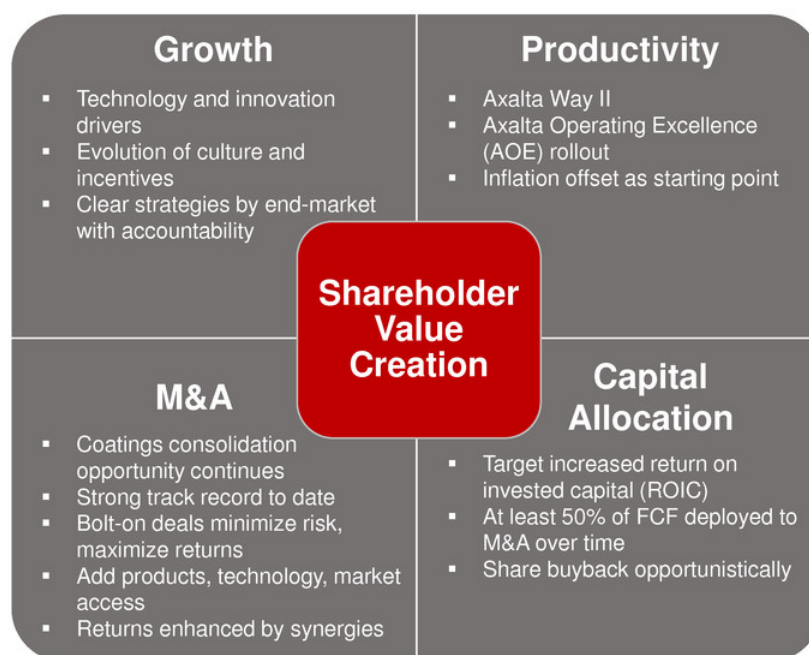 Growth
▪ Technology and innovation
drivers
▪ Evolution of culture and
incentives
▪ Clear strategies by end-market
with accountability
Productivity
▪ Axalta Way II
▪ Axalta Operating Excellence
(AOE) rollout
▪ Inflation offset as starting point
Shareholder
Value
Creation
M&A
▪ Coatings consolidation
opportunity continues
▪ Strong track record to date
▪ Bolt-on deals minimize risk,
maximize returns
▪ Add products, technology, market
access
▪ Returns enhanced by synergies
Capital
Allocation
▪ Target increased return on
invested capital (ROIC)
▪ At least 50% of FCF deployed to
M&A over time
▪ Share buyback opportunistically